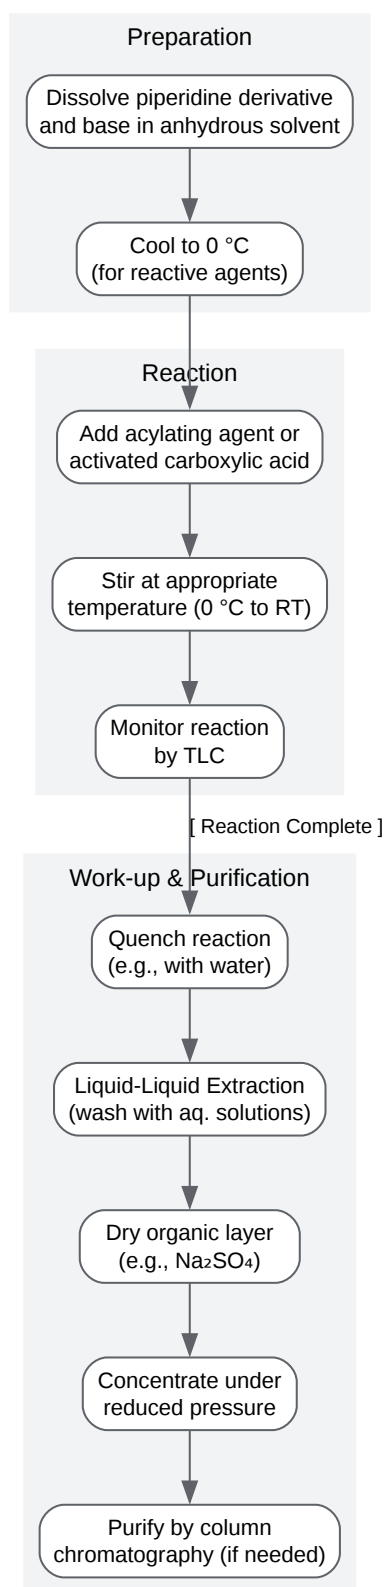 Preparation
Dissolve piperidine derivative
and base in anhydrous solvent
Cool to 0 °C
(for reactive agents)
Reaction
Add acylating agent or
activated carboxylic acid
Stir at appropriate
temperature (0 °C to RT)
Monitor reaction
by TLC
[ Reaction Complete ]
Work-up & Purification
Quench reaction
(e.g., with water)
Liquid-Liquid Extraction
(wash with aq. solutions)
Dry organic layer
(e.g., Na₂SO₄)
Concentrate under
reduced pressure
Purify by column
chromatography (if needed)